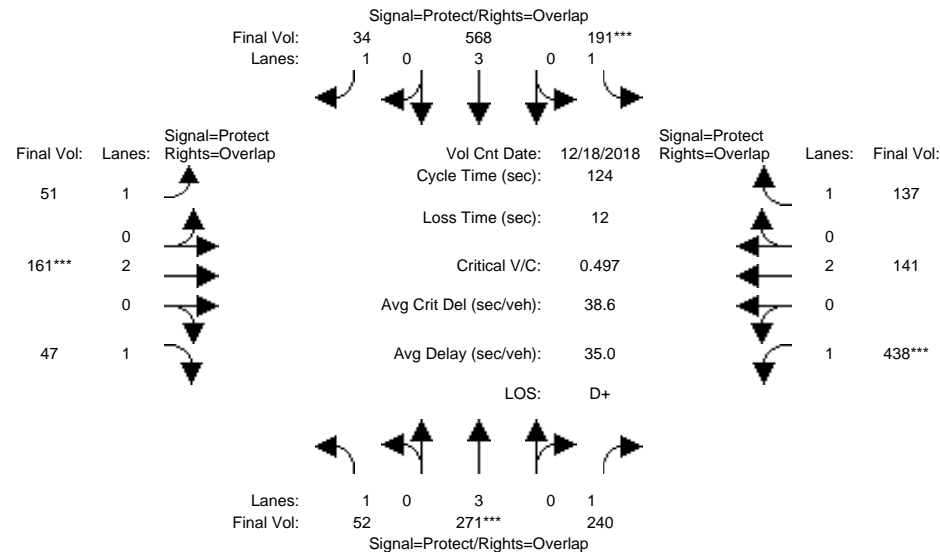 Signal=Protect/Rights=Overlap
Final Vol: 34 568 191***
Lanes: 1 0 3 0 1
Signal=Protect Signal=Protect
Final Vol: Lanes: Rights=Overlap Vol Cnt Date: 12/18/2018 Rights=Overlap Lanes: Final Vol:
Cycle Time (sec): 124
51 1 1 137
Loss Time (sec): 12
0 0
161*** 2 Critical V/C: 0.497 2 141
0 Avg Crit Del (sec/veh): 38.6 0
47 1 Avg Delay (sec/veh): 35.0 1 438***
LOS: D+
Lanes: 1 0 3 0 1
Final Vol: 52 271*** 240
Signal=Protect/Rights=Overlap